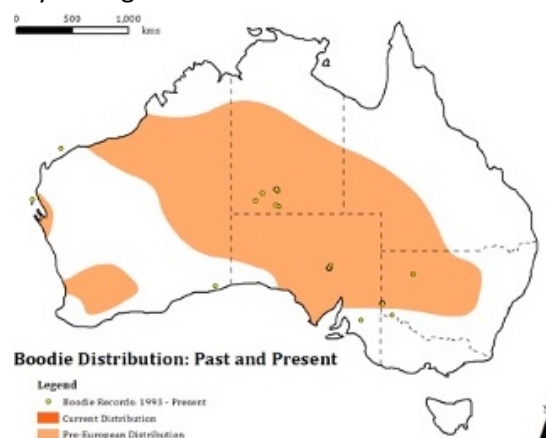 0 500 1,000
kms
Boodie Distribution: Past and Present
Legend
Boodie Records: 1993 - Present
Current Distribution
Pre-European Distribution